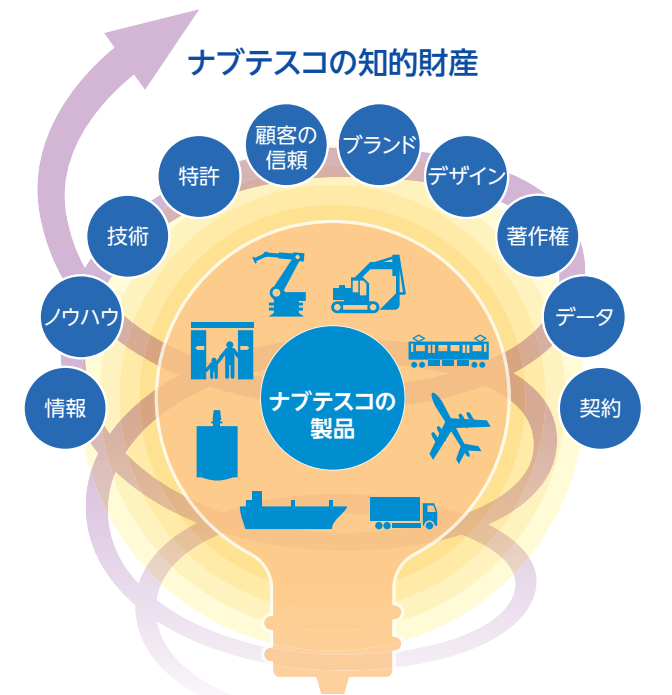 ナブテスコの知的財産
顧客の
信頼
ブランド
特許
デザイン
技術
著作権
ノウハウ
データ
情報
契約
ナブテスコの
製品